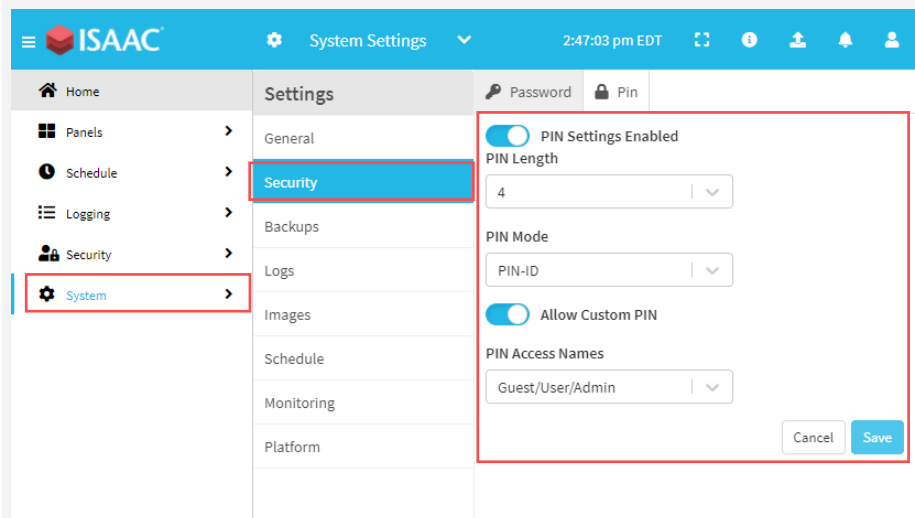 ISAAC
System Settings
2:47:03 pm EDT
Home
Panels
Schedule
Logging
Security
System
Settings
General
Security
Backups
Logs
Images
Schedule
Monitoring
Platform
Password
Pin
PIN Settings Enabled
PIN Length
4
PIN Mode
PIN-ID
Allow Custom PIN
PIN Access Names
Guest/User/Admin
Cancel
Save